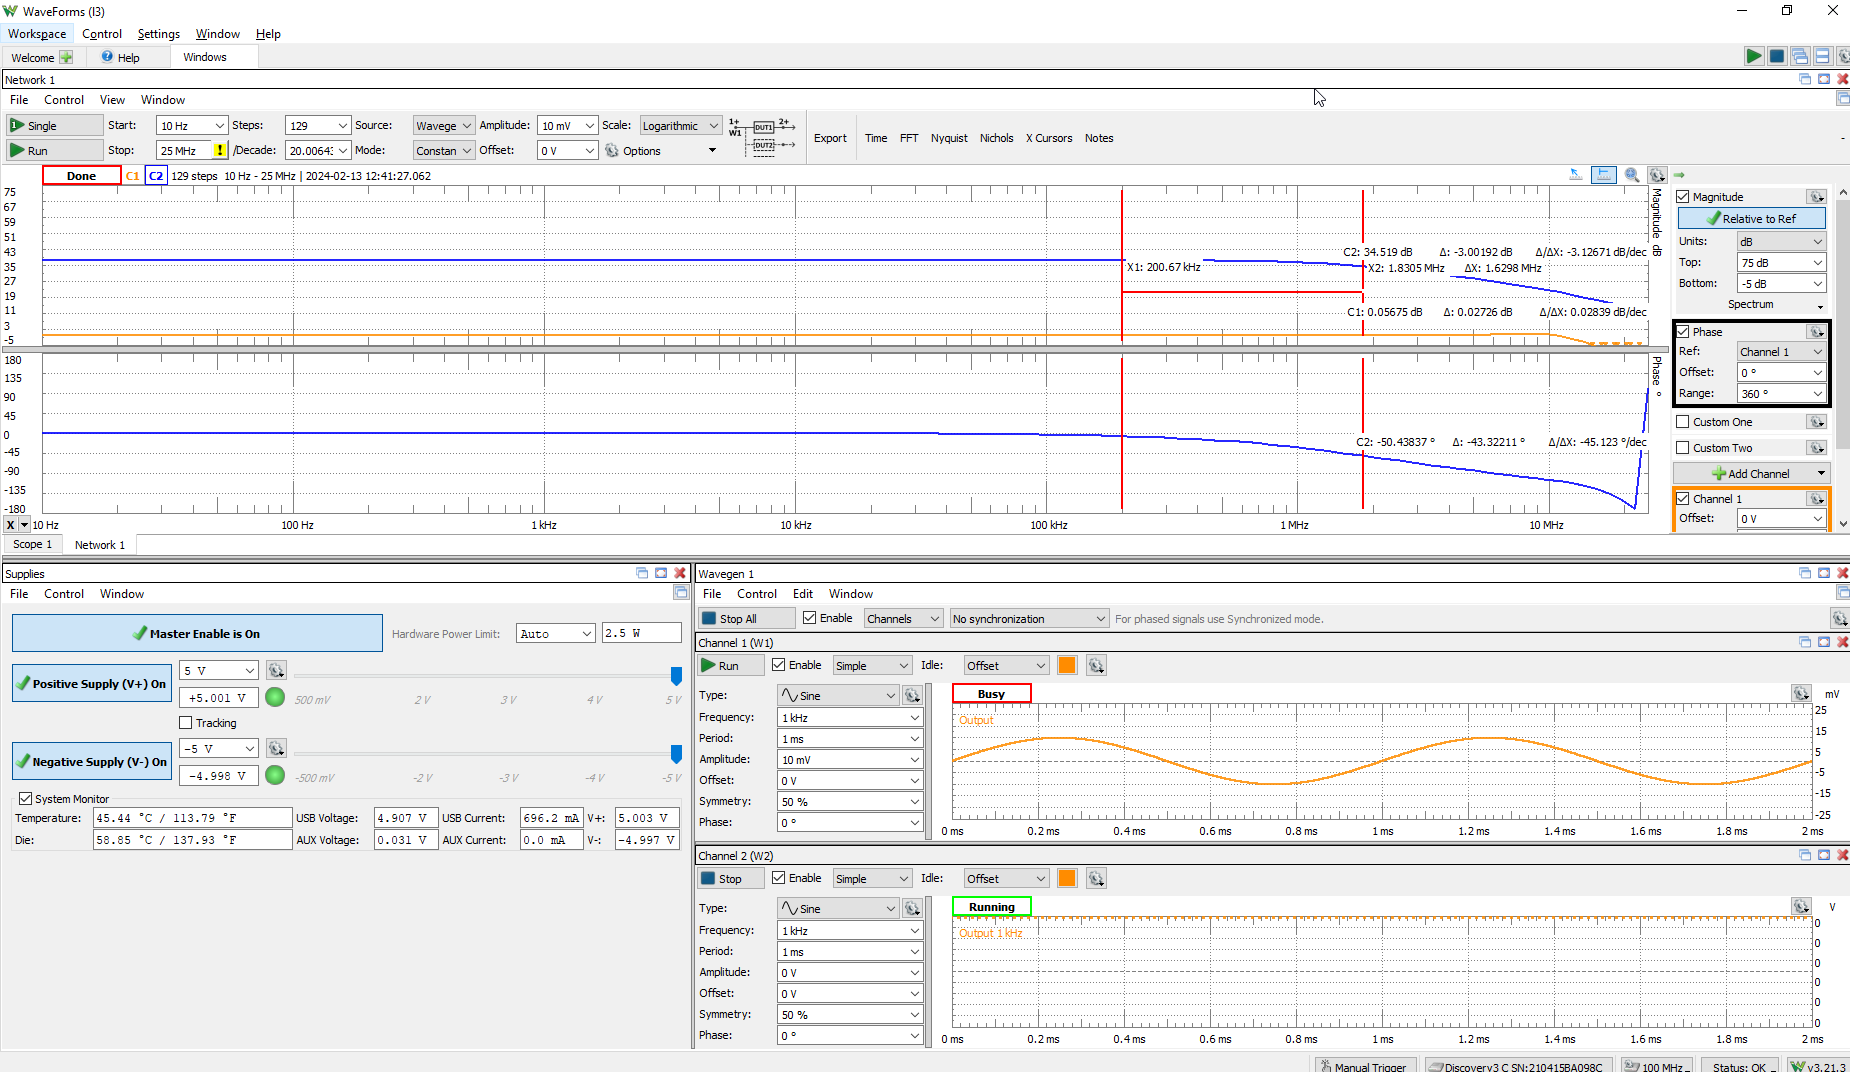 WaveForms (I3)
Workspace Control Settings Window Help
Welcome Help Windows
Network 1
File Control View Window
Single Start: 10 Hz Steps: 129 Source: Wavege Amplitude: 10 mV Scale: Logarithmic 1+ W1 DUT1 2+ DUT2
Run Stop: 25 MHz ! /Decade: 20.0064: Mode: Constan Offset: 0 V Options
Export Time FFT Nyquist Nichols X Cursors Notes
Done C1 C2 129 steps 10 Hz - 25 MHz | 2024-02-13 12:41:27.062
75
67
59
51
43
35
27
19
11
3
-5
Magnitude dB
C2: 34.519 dB Δ: -3.00192 dB Δ/ΔX: -3.12671 dB/dec
X1: 200.67 kHz X2: 1.8305 MHz ΔX: 1.6298 MHz
C1: 0.05675 dB Δ: 0.02726 dB Δ/ΔX: 0.02839 dB/dec
180
135
90
45
0
-45
-90
-135
-180
Phase °
C2: -50.43837 ° Δ: -43.32211 ° Δ/ΔX: -45.123 °/dec
X 10 Hz 100 Hz 1 kHz 10 kHz 100 kHz 1 MHz 10 MHz
Magnitude
Relative to Ref
Units: dB
Top: 75 dB
Bottom: -5 dB
Spectrum
Phase
Ref: Channel 1
Offset: 0 °
Range: 360 °
Custom One
Custom Two
Add Channel
Channel 1
Offset: 0 V
Scope 1 Network 1
Supplies
File Control Window
Master Enable is On Hardware Power Limit: Auto 2.5 W
Positive Supply (V+) On 5 V
+5.001 V 500 mV 2 V 3 V 4 V 5 V
Tracking
Negative Supply (V-) On -5 V
-4.998 V -500 mV -2 V -3 V -4 V -5 V
System Monitor
Temperature: 45.44 °C / 113.79 °F USB Voltage: 4.907 V USB Current: 696.2 mA V+: 5.003 V
Die: 58.85 °C / 137.93 °F AUX Voltage: 0.031 V AUX Current: 0.0 mA V-: -4.997 V
Wavegen 1
File Control Edit Window
Stop All Enable Channels No synchronization For phased signals use Synchronized mode.
Channel 1 (W1)
Run Enable Simple Idle: Offset
Type: Sine
Frequency: 1 kHz
Period: 1 ms
Amplitude: 10 mV
Offset: 0 V
Symmetry: 50 %
Phase: 0 °
Busy mV
Output
25
15
5
-5
-15
-25
0 ms 0.2 ms 0.4 ms 0.6 ms 0.8 ms 1 ms 1.2 ms 1.4 ms 1.6 ms 1.8 ms 2 ms
Channel 2 (W2)
Stop Enable Simple Idle: Offset
Type: Sine
Frequency: 1 kHz
Period: 1 ms
Amplitude: 0 V
Offset: 0 V
Symmetry: 50 %
Phase: 0 °
Running V
Output 1 kHz
0
0
0
0
0
0
0 ms 0.2 ms 0.4 ms 0.6 ms 0.8 ms 1 ms 1.2 ms 1.4 ms 1.6 ms 1.8 ms 2 ms
Manual Trigger Discovery3 C SN:210415BA098C 100 MHz Status: OK v3.21.3